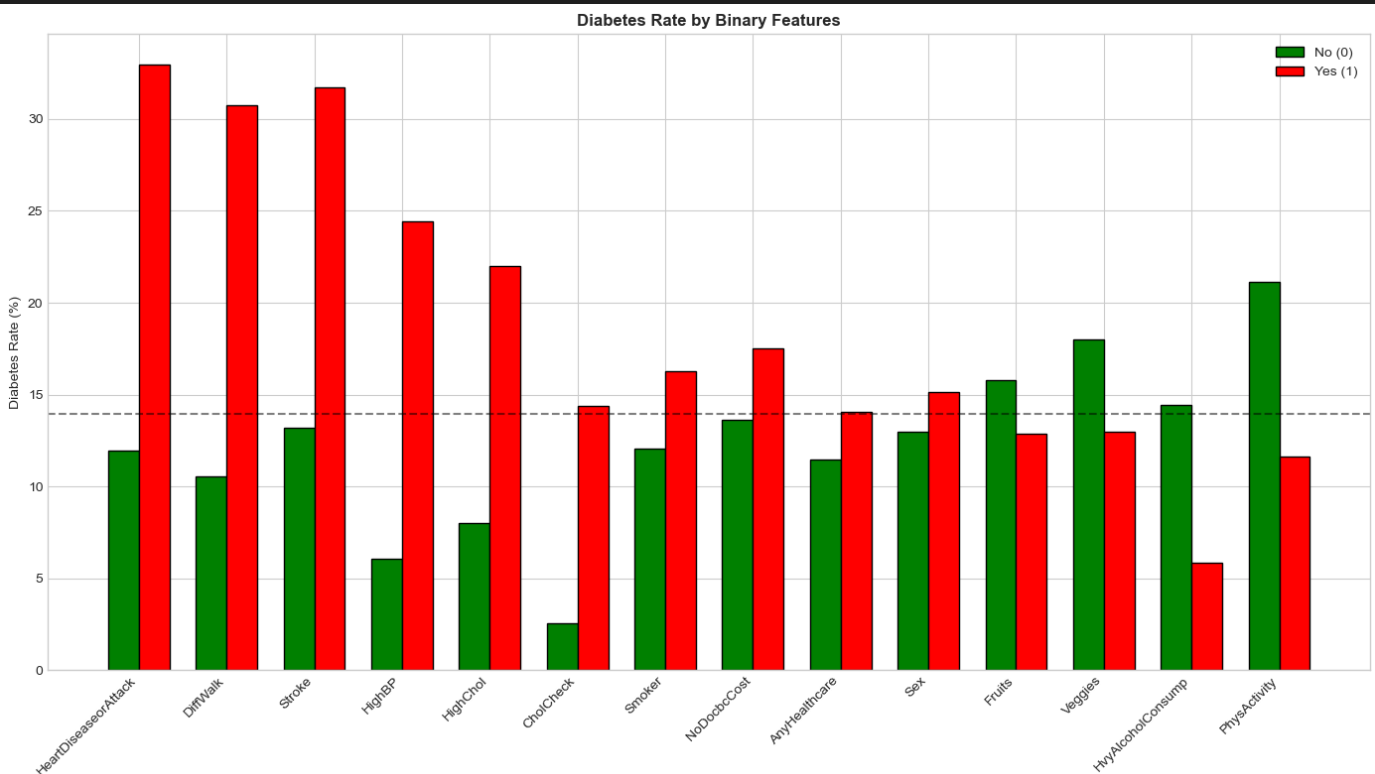 Diabetes Rate by Binary Features
No (0)
Yes (1)
Diabetes Rate (%)
30
25
20
15
10
5
0
HeartDiseaseorAttack
DiffWalk
Stroke
HighBP
HighChol
CholCheck
Smoker
NoDocbcCost
AnyHealthcare
Sex
Fruits
Veggies
HvyAlcoholConsump
PhysActivity